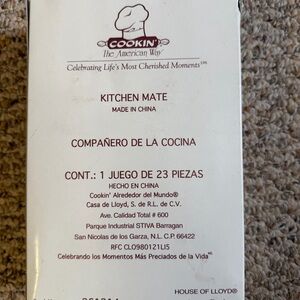 COOKIN'
The American Way
Celebrating Life's Most Cherished Moments℠
KITCHEN MATE
MADE IN CHINA
COMPAÑERO DE LA COCINA
CONT.: 1 JUEGO DE 23 PIEZAS
HECHO EN CHINA
Cookin' Alrededor del Mundo®
Casa de Lloyd, S. de R.L. de C.V.
Ave. Calidad Total # 600
Parque Industrial STIVA Barragan
San Nicolas de los Garza, N.L. C.P. 66422
RFC CLO980121LI5
Celebrando los Momentos Más Preciados de la Vida
HOUSE OF LLOYD®